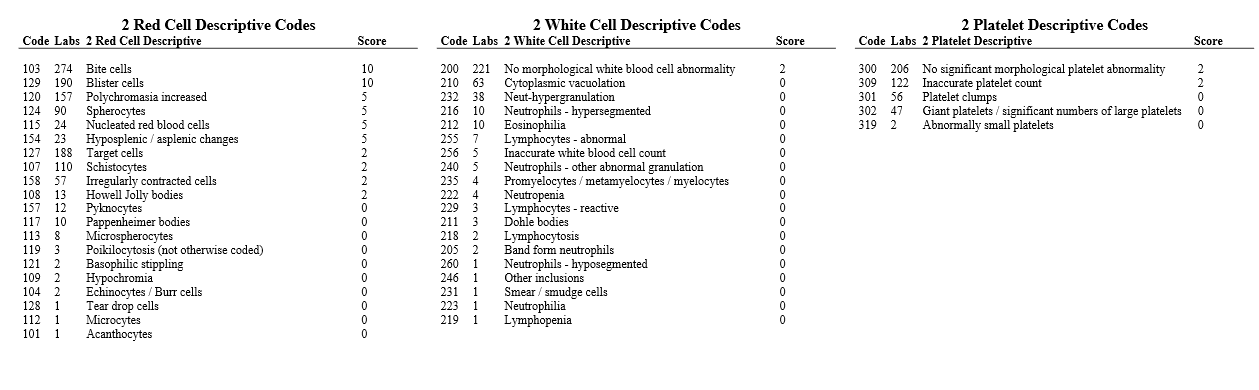 2 Red Cell Descriptive Codes
Code Labs 2 Red Cell Descriptive Score
103 274 Bite cells 10
129 190 Blister cells 10
120 157 Polychromasia increased 5
124 90 Spherocytes 5
115 24 Nucleated red blood cells 5
154 23 Hyposplenic / asplenic changes 5
127 188 Target cells 2
107 110 Schistocytes 2
158 57 Irregularly contracted cells 2
108 13 Howell Jolly bodies 2
157 12 Pyknocytes 0
117 10 Pappenheimer bodies 0
113 8 Microspherocytes 0
119 3 Poikilocytosis (not otherwise coded) 0
121 2 Basophilic stippling 0
109 2 Hypochromia 0
104 2 Echinocytes / Burr cells 0
128 1 Tear drop cells 0
112 1 Microcytes 0
101 1 Acanthocytes 0
2 White Cell Descriptive Codes
Code Labs 2 White Cell Descriptive Score
200 221 No morphological white blood cell abnormality 2
210 63 Cytoplasmic vacuolation 0
232 38 Neut-hypergranulation 0
216 10 Neutrophils - hypersegmented 0
212 10 Eosinophilia 0
255 7 Lymphocytes - abnormal 0
256 5 Inaccurate white blood cell count 0
240 5 Neutrophils - other abnormal granulation 0
235 4 Promyelocytes / metamyelocytes / myelocytes 0
222 4 Neutropenia 0
229 3 Lymphocytes - reactive 0
211 3 Dohle bodies 0
218 2 Lymphocytosis 0
205 2 Band form neutrophils 0
260 1 Neutrophils - hyposegmented 0
246 1 Other inclusions 0
231 1 Smear / smudge cells 0
223 1 Neutrophilia 0
219 1 Lymphopenia 0
2 Platelet Descriptive Codes
Code Labs 2 Platelet Descriptive Score
300 206 No significant morphological platelet abnormality 2
309 122 Inaccurate platelet count 2
301 56 Platelet clumps 0
302 47 Giant platelets / significant numbers of large platelets 0
319 2 Abnormally small platelets 0